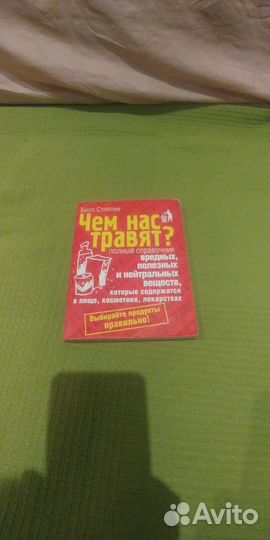 Билл Стейтем
Чем нас
травят?
полный справочник
вредных,
полезных
и нейтральных
веществ,
которые содержатся
в пище, косметике, лекарствах
Выбирайте продукты
правильно!
Avito